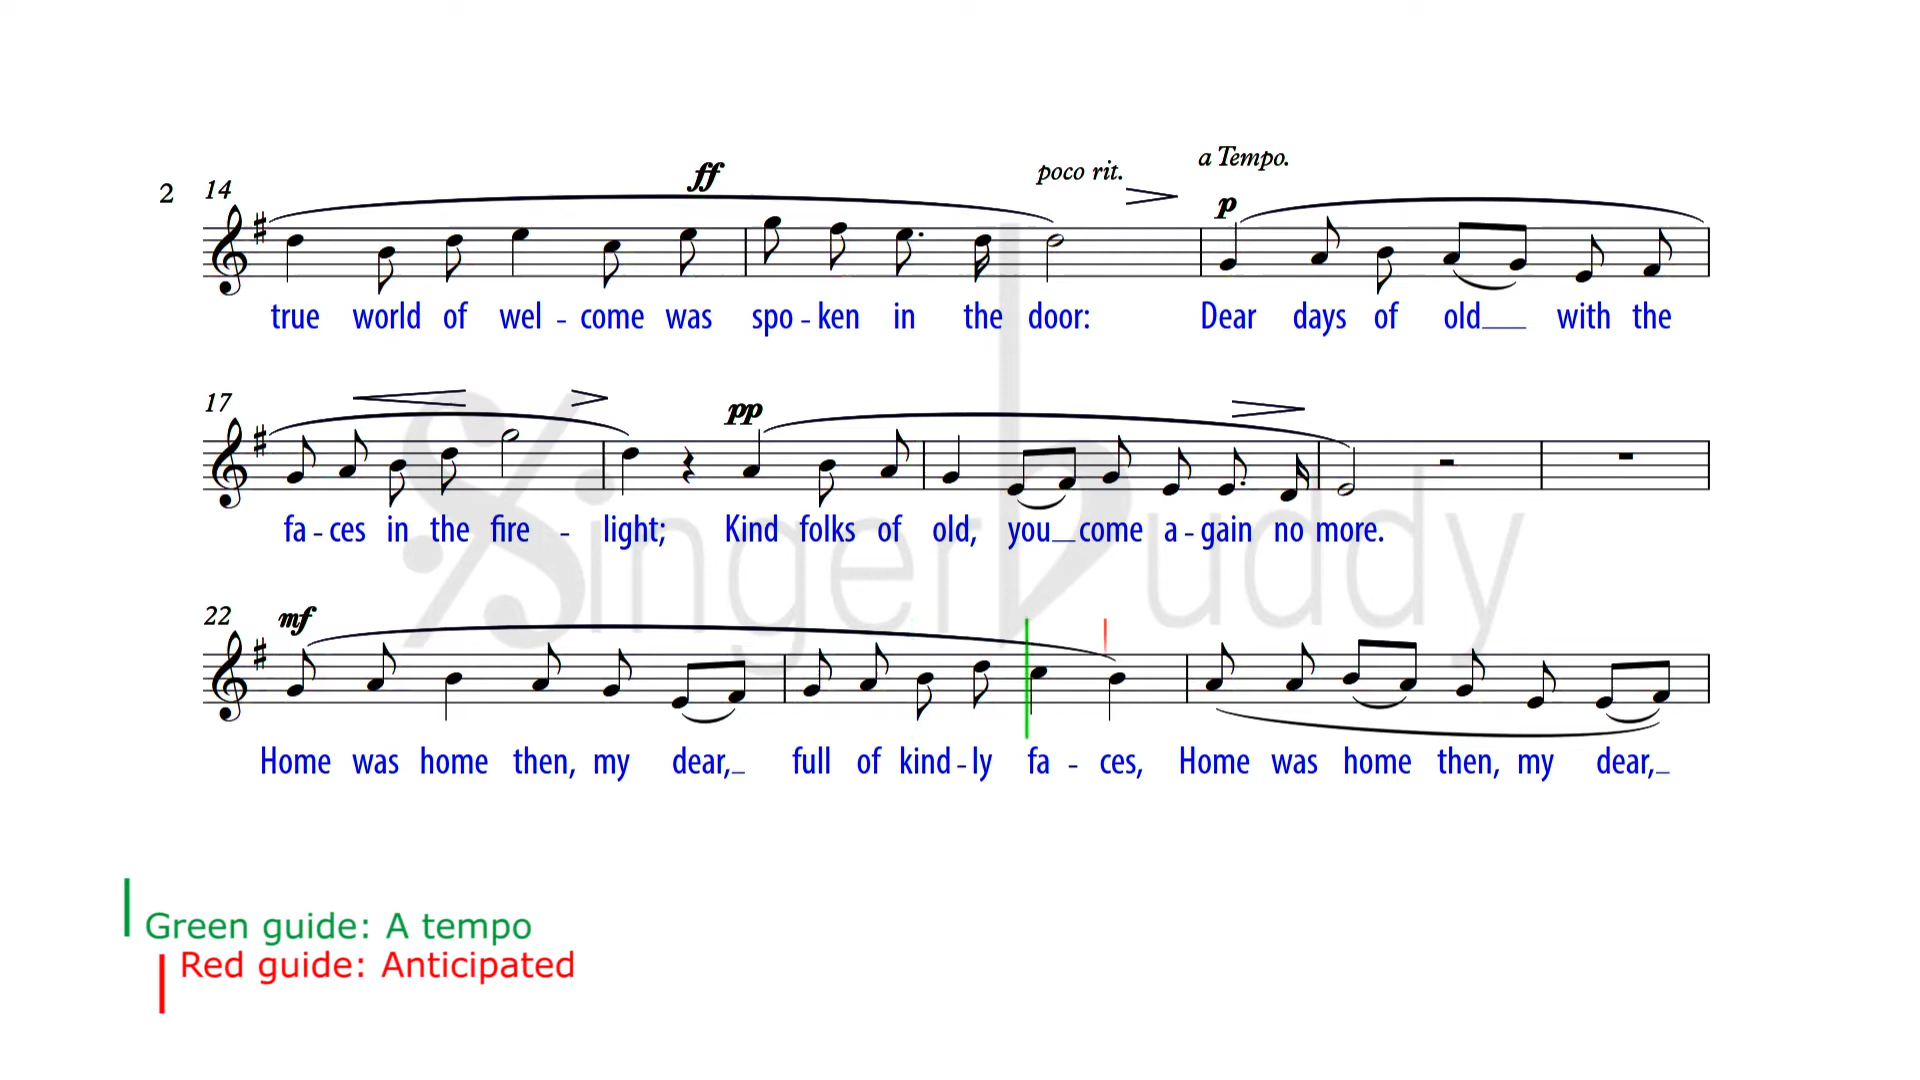 a Tempo.
2 14 ff poco rit. p
true world of wel - come was spo - ken in the door: Dear days of old__ with the
17 pp
fa - ces in the fire - light; Kind folks of old, you_come a - gain no more.
SingerBuddy
22 mf
Home was home then, my dear,_ full of kind - ly fa - ces, Home was home then, my dear,_
Green guide: A tempo
Red guide: Anticipated